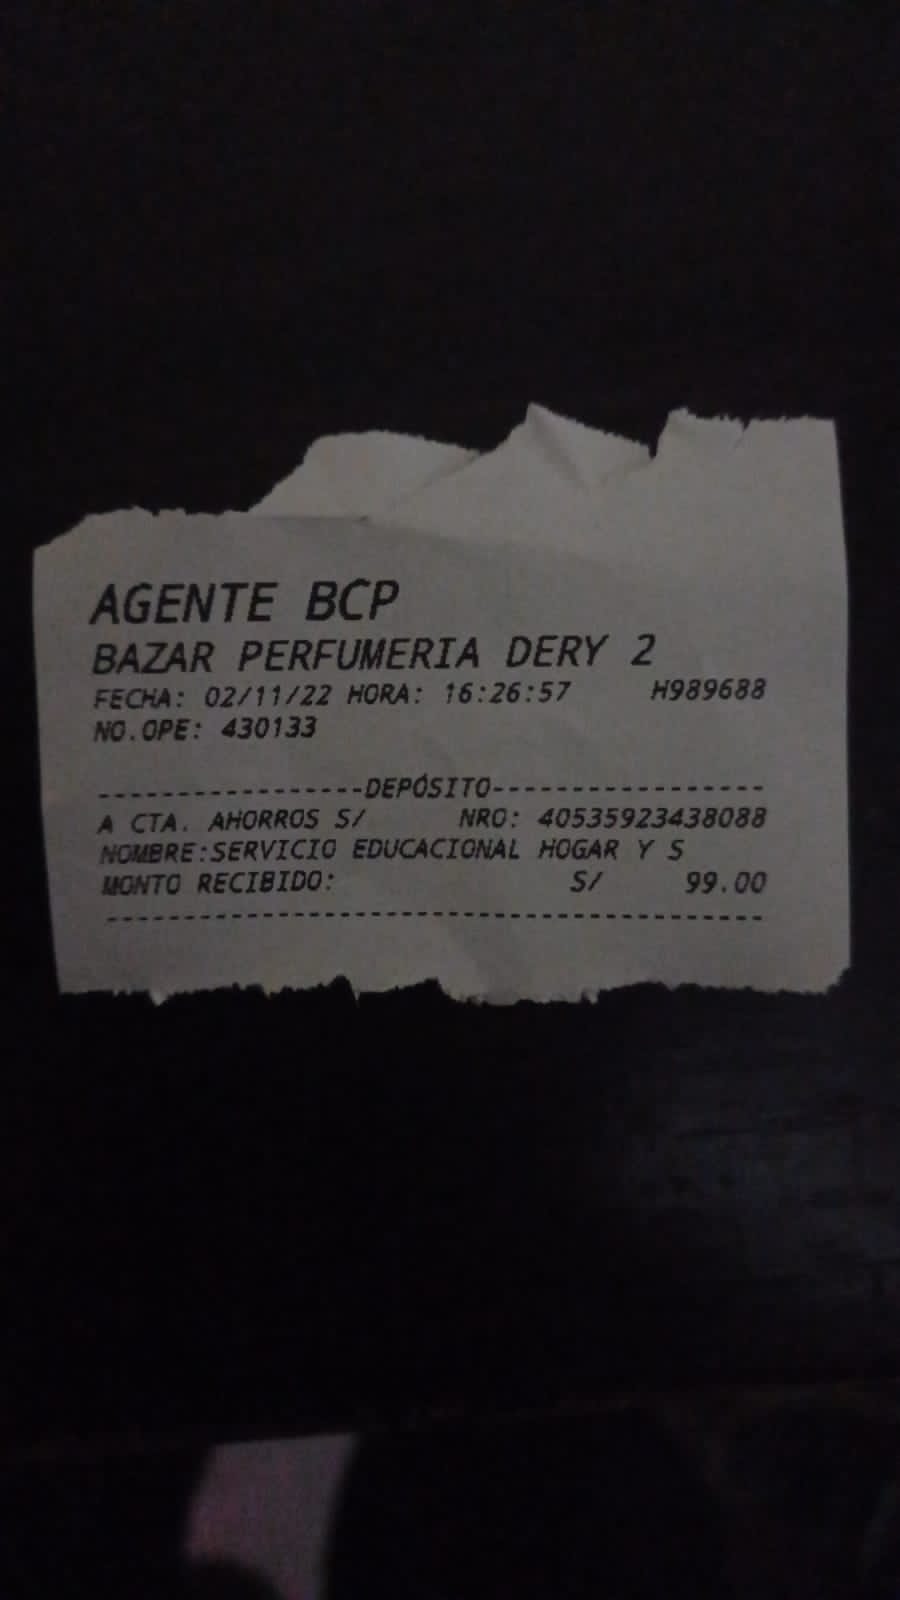 AGENTE BCP
BAZAR PERFUMERIA DERY 2
FECHA: 02/11/22 HORA: 16:26:57 H989688
NO.OPE: 430133
-----------------DEPÓSITO-----------------
A CTA. AHORROS S/ NRO: 40535923438088
NOMBRE:SERVICIO EDUCACIONAL HOGAR Y S
MONTO RECIBIDO: S/ 99.00
------------------------------------------